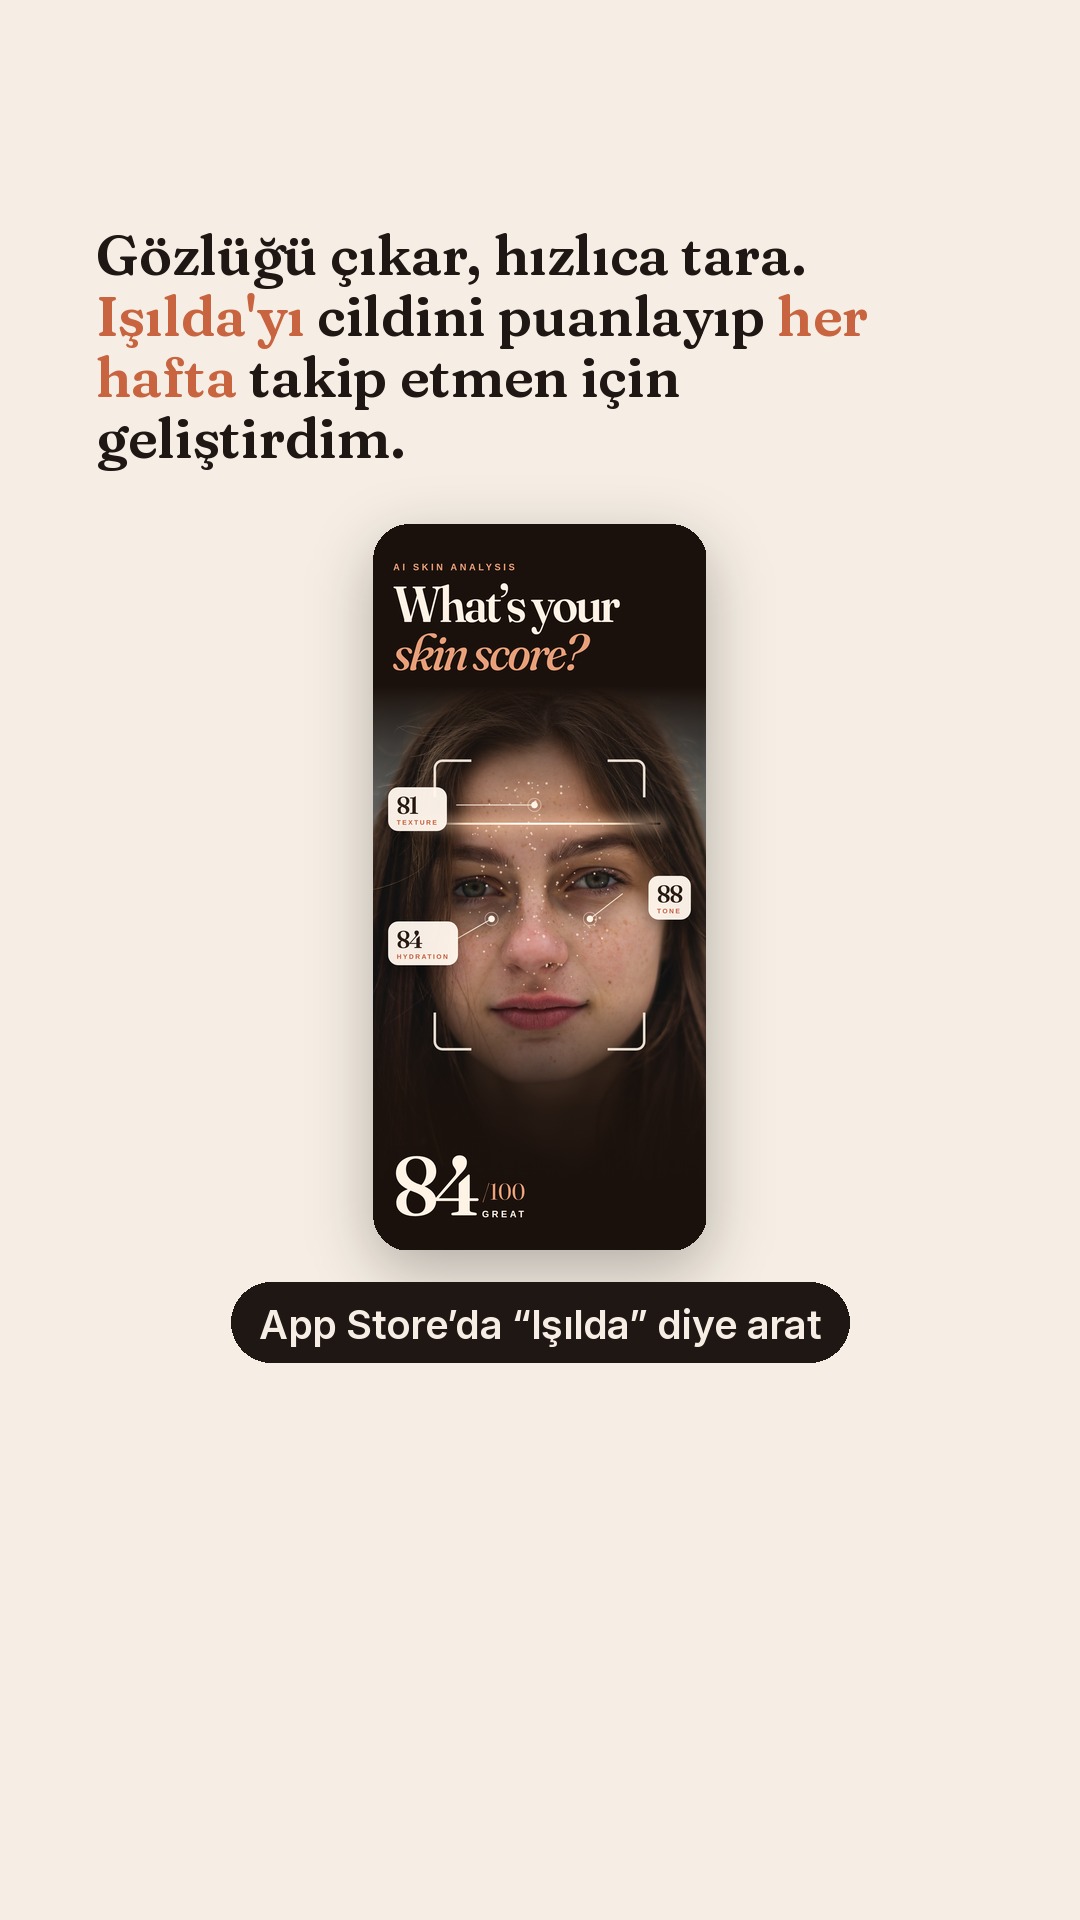 Gözlüğü çıkar, hızlıca tara.
Işılda'yı cildini puanlayıp her
hafta takip etmen için
geliştirdim.
AI SKIN ANALYSIS
What’s your
skin score?
81
TEXTURE
88
TONE
84
HYDRATION
84 /100
GREAT
App Store’da “Işılda” diye arat